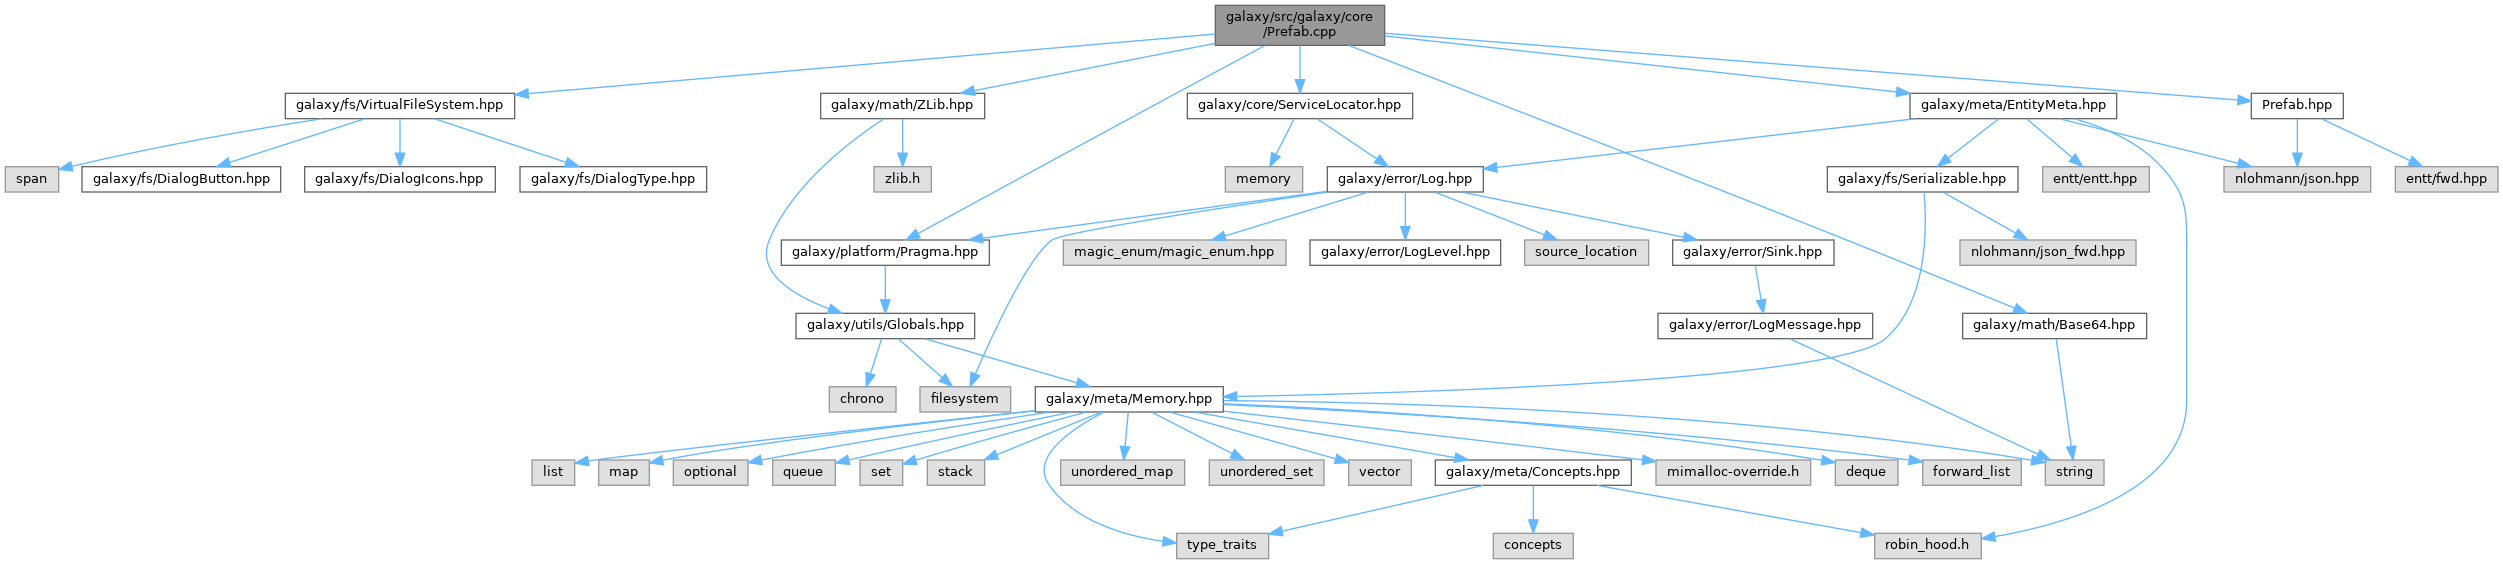 galaxy/src/galaxy/core
/Prefab.cpp
galaxy/fs/VirtualFileSystem.hpp
galaxy/math/ZLib.hpp
galaxy/core/ServiceLocator.hpp
galaxy/meta/EntityMeta.hpp
Prefab.hpp
span
galaxy/fs/DialogButton.hpp
galaxy/fs/DialogIcons.hpp
galaxy/fs/DialogType.hpp
zlib.h
memory
galaxy/error/Log.hpp
galaxy/fs/Serializable.hpp
entt/entt.hpp
nlohmann/json.hpp
entt/fwd.hpp
galaxy/platform/Pragma.hpp
magic_enum/magic_enum.hpp
galaxy/error/LogLevel.hpp
source_location
galaxy/error/Sink.hpp
nlohmann/json_fwd.hpp
galaxy/utils/Globals.hpp
galaxy/error/LogMessage.hpp
galaxy/math/Base64.hpp
chrono
filesystem
galaxy/meta/Memory.hpp
list
map
optional
queue
set
stack
unordered_map
unordered_set
vector
galaxy/meta/Concepts.hpp
mimalloc-override.h
deque
forward_list
string
type_traits
concepts
robin_hood.h